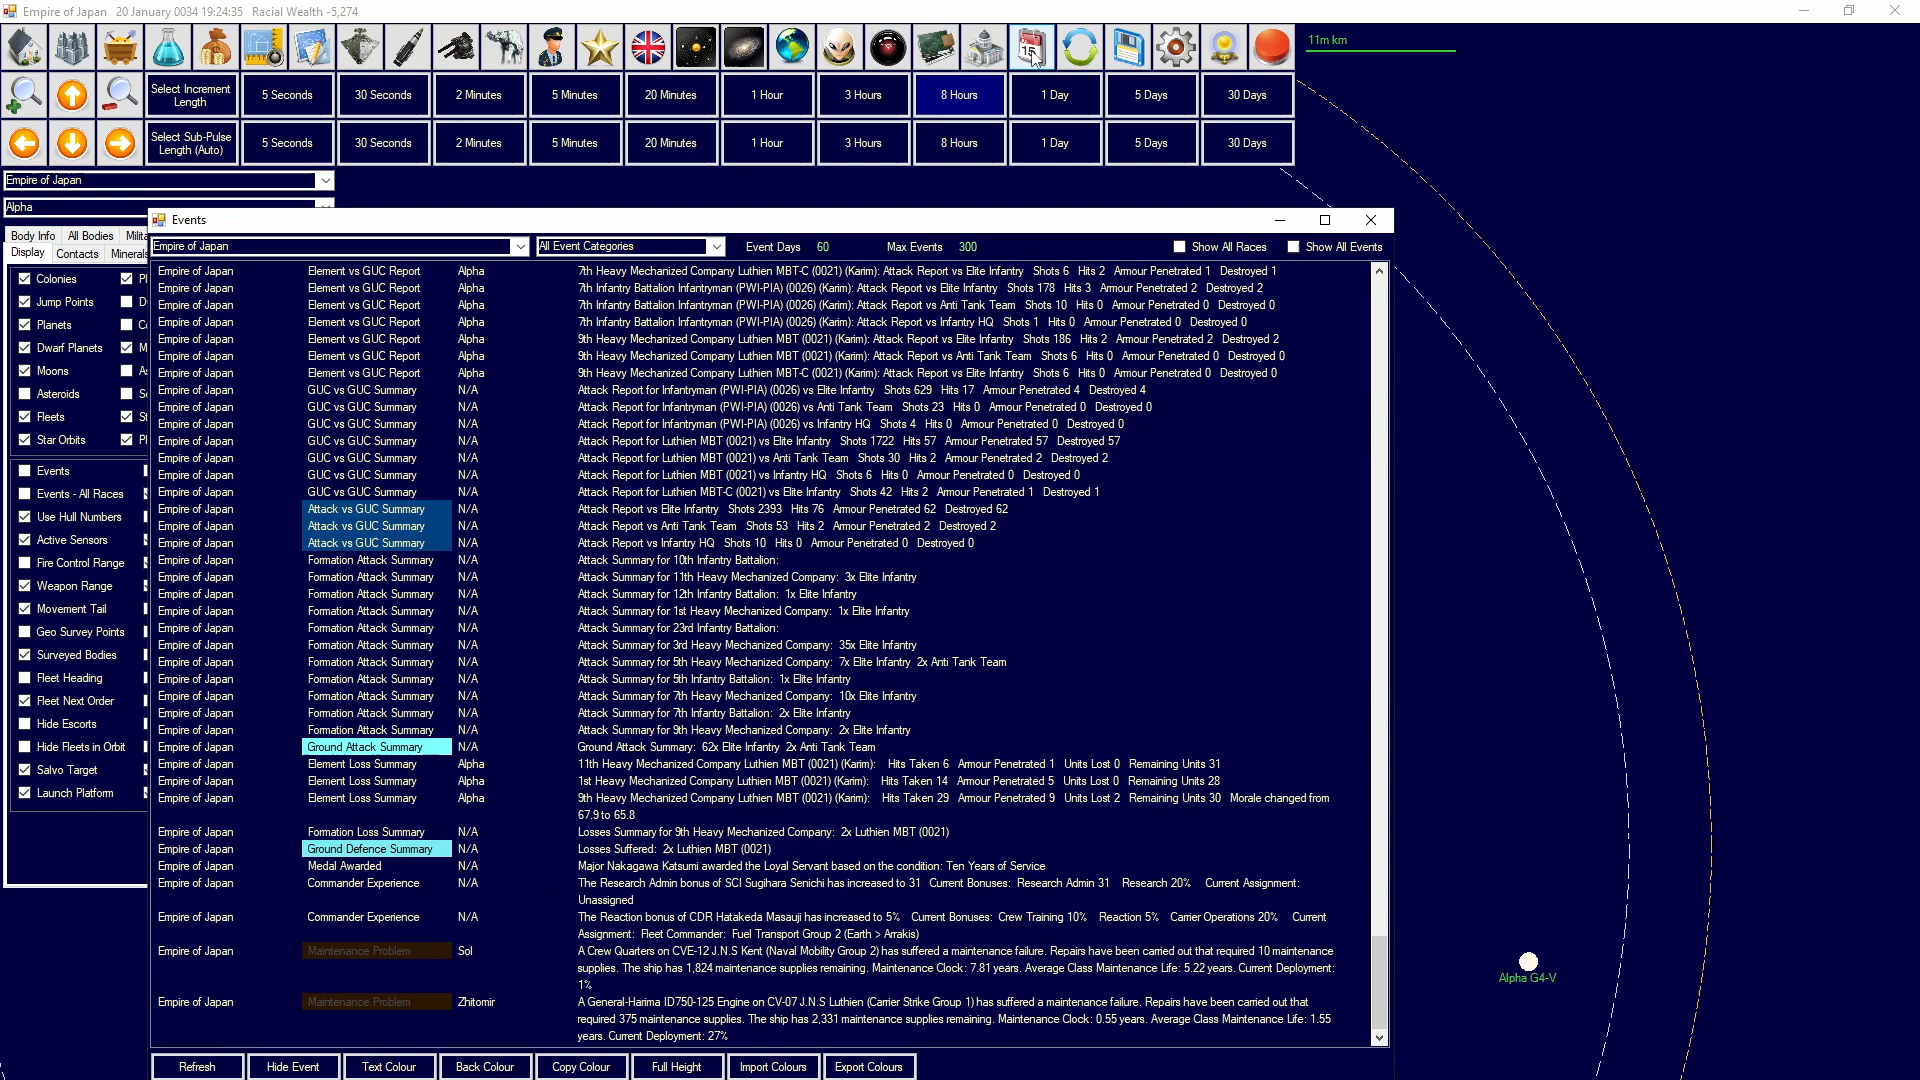 Empire of Japan   20 January 0034 19:24:35   Racial Wealth -5,274
11m km
Select Increment Length
5 Seconds
30 Seconds
2 Minutes
5 Minutes
20 Minutes
1 Hour
3 Hours
8 Hours
1 Day
5 Days
30 Days
Select Sub-Pulse Length (Auto)
5 Seconds
30 Seconds
2 Minutes
5 Minutes
20 Minutes
1 Hour
3 Hours
8 Hours
1 Day
5 Days
30 Days
Empire of Japan
Alpha
Body Info   All Bodies
Display   Contacts   Minerals
Colonies
Jump Points
Planets
Dwarf Planets
Moons
Asteroids
Fleets
Star Orbits
Events
Events - All Races
Use Hull Numbers
Active Sensors
Fire Control Range
Weapon Range
Movement Tail
Geo Survey Points
Surveyed Bodies
Fleet Heading
Fleet Next Order
Hide Escorts
Hide Fleets in Orbit
Salvo Target
Launch Platform
Events
Empire of Japan   All Event Categories   Event Days 60   Max Events 300   Show All Races   Show All Events
Empire of Japan   Element vs GUC Report   Alpha   7th Heavy Mechanized Company Luthien MBT-C (0021) (Karim): Attack Report vs Elite Infantry   Shots 6   Hits 2   Armour Penetrated 1   Destroyed 1
Empire of Japan   Element vs GUC Report   Alpha   7th Infantry Battalion Infantryman (PWI-PIA) (0026) (Karim): Attack Report vs Elite Infantry   Shots 178   Hits 3   Armour Penetrated 2   Destroyed 2
Empire of Japan   Element vs GUC Report   Alpha   7th Infantry Battalion Infantryman (PWI-PIA) (0026) (Karim): Attack Report vs Anti Tank Team   Shots 10   Hits 0   Armour Penetrated 0   Destroyed 0
Empire of Japan   Element vs GUC Report   Alpha   7th Infantry Battalion Infantryman (PWI-PIA) (0026) (Karim): Attack Report vs Infantry HQ   Shots 1   Hits 0   Armour Penetrated 0   Destroyed 0
Empire of Japan   Element vs GUC Report   Alpha   9th Heavy Mechanized Company Luthien MBT (0021) (Karim): Attack Report vs Elite Infantry   Shots 186   Hits 2   Armour Penetrated 2   Destroyed 2
Empire of Japan   Element vs GUC Report   Alpha   9th Heavy Mechanized Company Luthien MBT (0021) (Karim): Attack Report vs Anti Tank Team   Shots 6   Hits 0   Armour Penetrated 0   Destroyed 0
Empire of Japan   Element vs GUC Report   Alpha   9th Heavy Mechanized Company Luthien MBT-C (0021) (Karim): Attack Report vs Elite Infantry   Shots 6   Hits 0   Armour Penetrated 0   Destroyed 0
Empire of Japan   GUC vs GUC Summary   N/A   Attack Report for Infantryman (PWI-PIA) (0026) vs Elite Infantry   Shots 629   Hits 17   Armour Penetrated 4   Destroyed 4
Empire of Japan   GUC vs GUC Summary   N/A   Attack Report for Infantryman (PWI-PIA) (0026) vs Anti Tank Team   Shots 23   Hits 0   Armour Penetrated 0   Destroyed 0
Empire of Japan   GUC vs GUC Summary   N/A   Attack Report for Infantryman (PWI-PIA) (0026) vs Infantry HQ   Shots 4   Hits 0   Armour Penetrated 0   Destroyed 0
Empire of Japan   GUC vs GUC Summary   N/A   Attack Report for Luthien MBT (0021) vs Elite Infantry   Shots 1722   Hits 57   Armour Penetrated 57   Destroyed 57
Empire of Japan   GUC vs GUC Summary   N/A   Attack Report for Luthien MBT (0021) vs Anti Tank Team   Shots 30   Hits 2   Armour Penetrated 2   Destroyed 2
Empire of Japan   GUC vs GUC Summary   N/A   Attack Report for Luthien MBT (0021) vs Infantry HQ   Shots 6   Hits 0   Armour Penetrated 0   Destroyed 0
Empire of Japan   GUC vs GUC Summary   N/A   Attack Report for Luthien MBT-C (0021) vs Elite Infantry   Shots 42   Hits 2   Armour Penetrated 1   Destroyed 1
Empire of Japan   Attack vs GUC Summary   N/A   Attack Report vs Elite Infantry   Shots 2393   Hits 76   Armour Penetrated 62   Destroyed 62
Empire of Japan   Attack vs GUC Summary   N/A   Attack Report vs Anti Tank Team   Shots 53   Hits 2   Armour Penetrated 2   Destroyed 2
Empire of Japan   Attack vs GUC Summary   N/A   Attack Report vs Infantry HQ   Shots 10   Hits 0   Armour Penetrated 0   Destroyed 0
Empire of Japan   Formation Attack Summary   N/A   Attack Summary for 10th Infantry Battalion:
Empire of Japan   Formation Attack Summary   N/A   Attack Summary for 11th Heavy Mechanized Company:   3x Elite Infantry
Empire of Japan   Formation Attack Summary   N/A   Attack Summary for 12th Infantry Battalion:   1x Elite Infantry
Empire of Japan   Formation Attack Summary   N/A   Attack Summary for 1st Heavy Mechanized Company:   1x Elite Infantry
Empire of Japan   Formation Attack Summary   N/A   Attack Summary for 23rd Infantry Battalion:
Empire of Japan   Formation Attack Summary   N/A   Attack Summary for 3rd Heavy Mechanized Company:   35x Elite Infantry
Empire of Japan   Formation Attack Summary   N/A   Attack Summary for 5th Heavy Mechanized Company:   7x Elite Infantry   2x Anti Tank Team
Empire of Japan   Formation Attack Summary   N/A   Attack Summary for 5th Infantry Battalion:   1x Elite Infantry
Empire of Japan   Formation Attack Summary   N/A   Attack Summary for 7th Heavy Mechanized Company:   10x Elite Infantry
Empire of Japan   Formation Attack Summary   N/A   Attack Summary for 7th Infantry Battalion:   2x Elite Infantry
Empire of Japan   Formation Attack Summary   N/A   Attack Summary for 9th Heavy Mechanized Company:   2x Elite Infantry
Empire of Japan   Ground Attack Summary   N/A   Ground Attack Summary:   62x Elite Infantry   2x Anti Tank Team
Empire of Japan   Element Loss Summary   Alpha   11th Heavy Mechanized Company Luthien MBT (0021) (Karim):   Hits Taken 6   Armour Penetrated 1   Units Lost 0   Remaining Units 31
Empire of Japan   Element Loss Summary   Alpha   1st Heavy Mechanized Company Luthien MBT (0021) (Karim):   Hits Taken 14   Armour Penetrated 5   Units Lost 0   Remaining Units 28
Empire of Japan   Element Loss Summary   Alpha   9th Heavy Mechanized Company Luthien MBT (0021) (Karim):   Hits Taken 29   Armour Penetrated 9   Units Lost 2   Remaining Units 30   Morale changed from
67.9 to 65.8
Empire of Japan   Formation Loss Summary   N/A   Losses Summary for 9th Heavy Mechanized Company:   2x Luthien MBT (0021)
Empire of Japan   Ground Defence Summary   N/A   Losses Suffered:   2x Luthien MBT (0021)
Empire of Japan   Medal Awarded   N/A   Major Nakagawa Katsumi awarded the Loyal Servant based on the condition: Ten Years of Service
Empire of Japan   Commander Experience   N/A   The Research Admin bonus of SCI Sugihara Senichi has increased to 31   Current Bonuses:   Research Admin 31   Research 20%   Current Assignment:
Unassigned
Empire of Japan   Commander Experience   N/A   The Reaction bonus of CDR Hatakeda Masauji has increased to 5%   Current Bonuses:   Crew Training 10%   Reaction 5%   Carrier Operations 20%   Current
Assignment:   Fleet Commander:   Fuel Transport Group 2 (Earth > Arrakis)
Empire of Japan   Maintenance Problem   Sol   A Crew Quarters on CVE-12 J.N.S Kent (Naval Mobility Group 2) has suffered a maintenance failure. Repairs have been carried out that required 10 maintenance
supplies. The ship has 1,824 maintenance supplies remaining. Maintenance Clock: 7.81 years. Average Class Maintenance Life: 5.22 years. Current Deployment:
1%
Empire of Japan   Maintenance Problem   Zhitomir   A General-Harima ID750-125 Engine on CV-07 J.N.S Luthien (Carrier Strike Group 1) has suffered a maintenance failure. Repairs have been carried out that
required 375 maintenance supplies. The ship has 2,331 maintenance supplies remaining. Maintenance Clock: 0.55 years. Average Class Maintenance Life: 1.55
years. Current Deployment: 27%
Refresh   Hide Event   Text Colour   Back Colour   Copy Colour   Full Height   Import Colours   Export Colours
Alpha G4-V